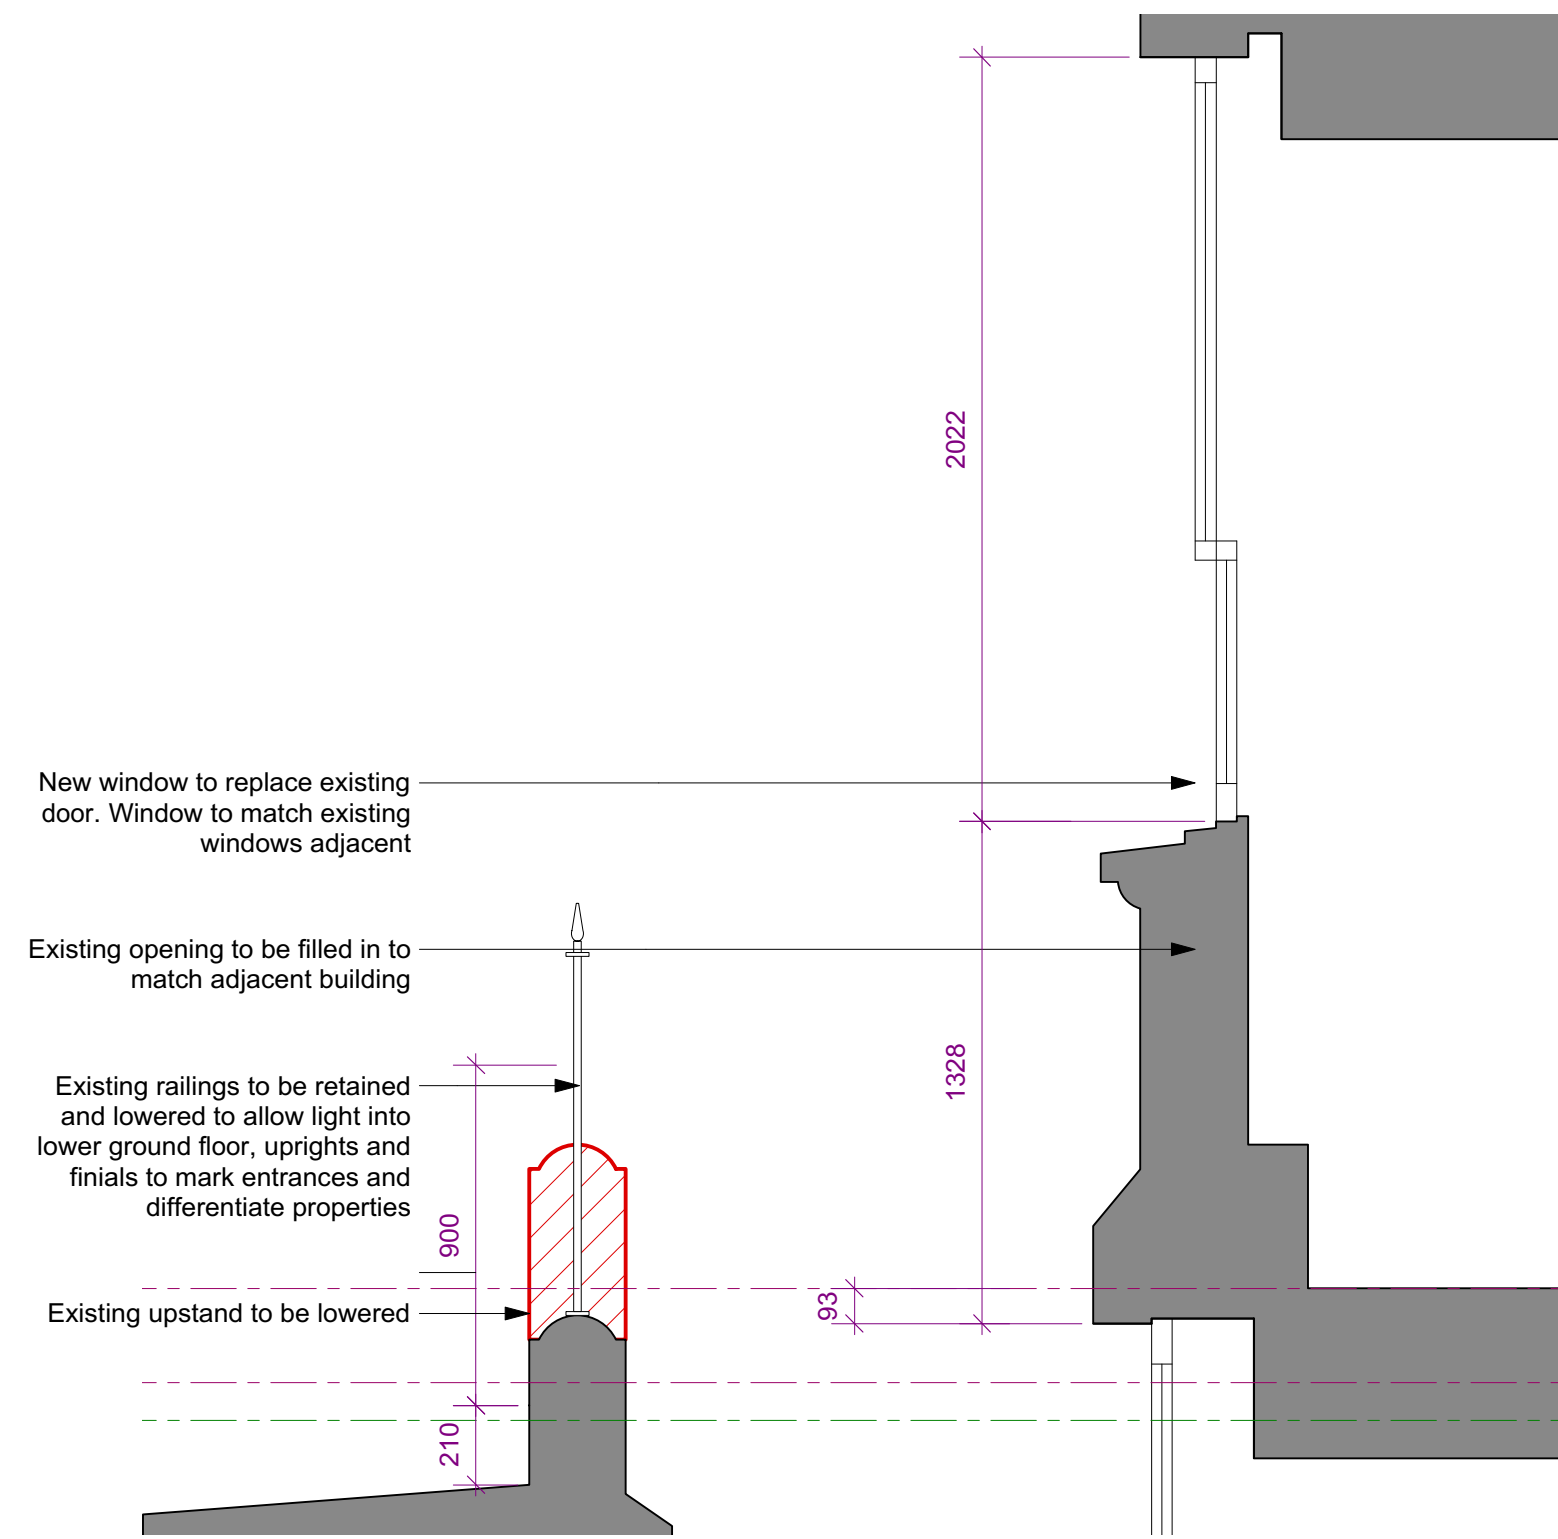 2022
New window to replace existing
door. Window to match existing
windows adjacent
Existing opening to be filled in to
match adjacent building
1328
Existing railings to be retained
and lowered to allow light into
lower ground floor, uprights and
finials to mark entrances and
differentiate properties
900
93
Existing upstand to be lowered
210